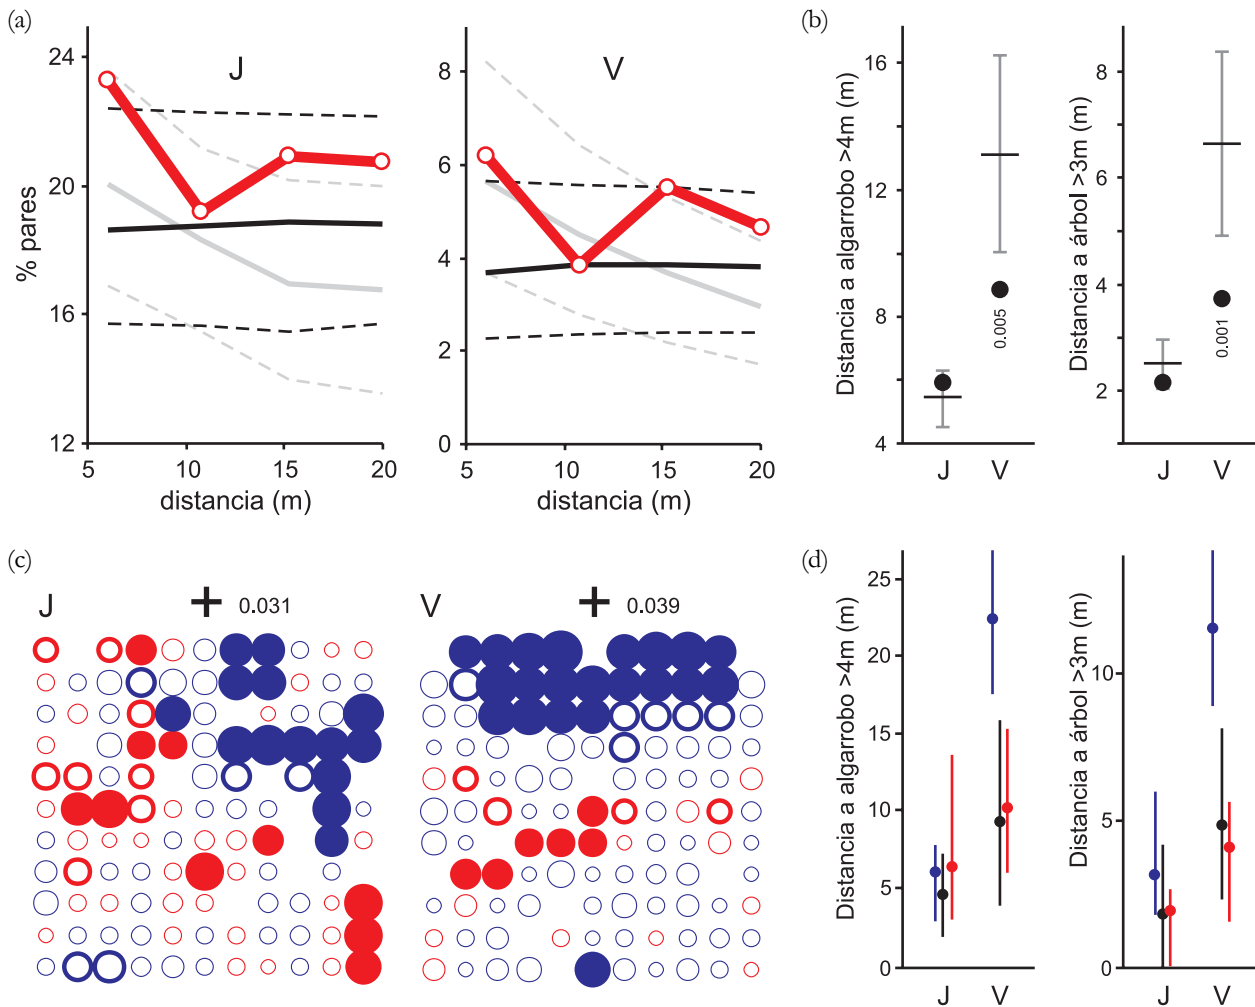 (a)
J
V
% pares
24
20
16
12
5
10
15
20
distancia (m)
8
6
4
2
0
5
10
15
20
distancia (m)
(b)
Distancia a algarrobo >4m (m)
16
12
8
4
0.005
J
V
Distancia a árbol >3m (m)
8
6
4
2
0.001
J
V
(c)
J
0.031
V
0.039
(d)
Distancia a algarrobo >4m (m)
25
20
15
10
5
0
J
V
Distancia a árbol >3m (m)
10
5
0
J
V